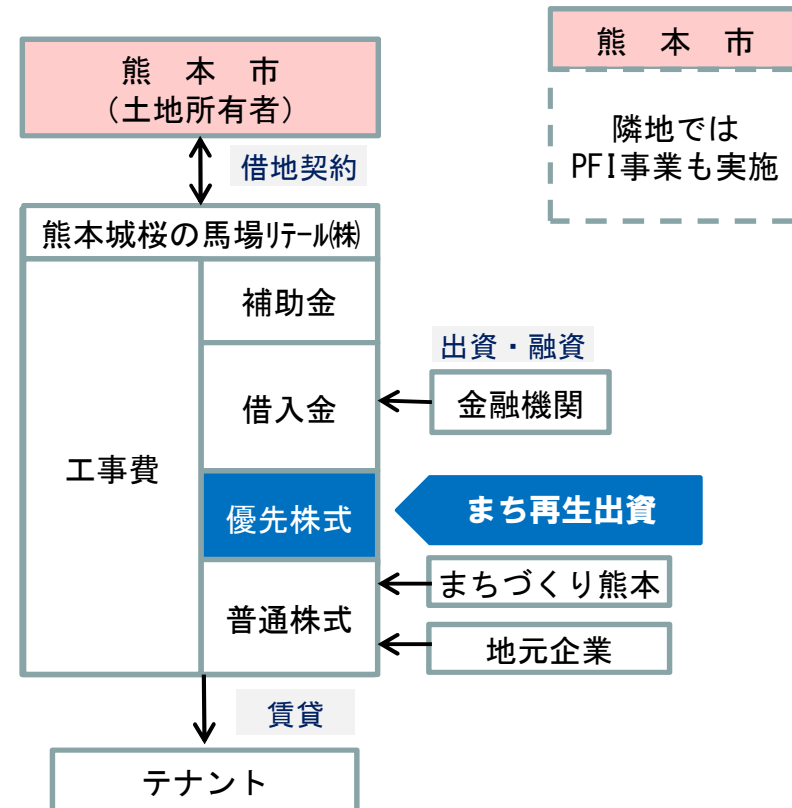 熊　本　市
（土地所有者）
借地契約
熊本城桜の馬場ﾘﾃｰﾙ㈱
工事費
補助金
借入金
優先株式
普通株式
出資・融資
金融機関
まち再生出資
まちづくり熊本
地元企業
賃貸
テナント
熊　本　市
隣地では
PFI事業も実施